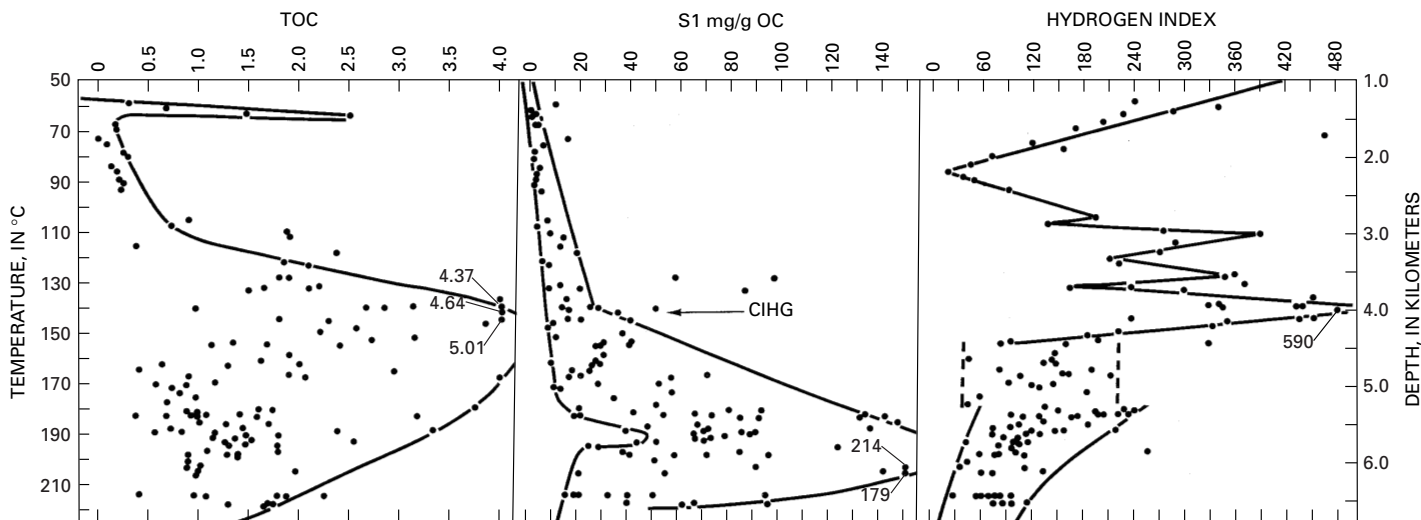 TOC
S1 mg/g OC
HYDROGEN INDEX
0 0.5 1.0 1.5 2.0 2.5 3.0 3.5 4.0
0 20 40 60 80 100 120 140
0 60 120 180 240 300 360 420 480
TEMPERATURE, IN °C
50
70
90
110
130
150
170
190
210
4.37
4.64
5.01
CIHG
214
179
590
1.0
2.0
3.0
4.0
5.0
6.0
DEPTH, IN KILOMETERS